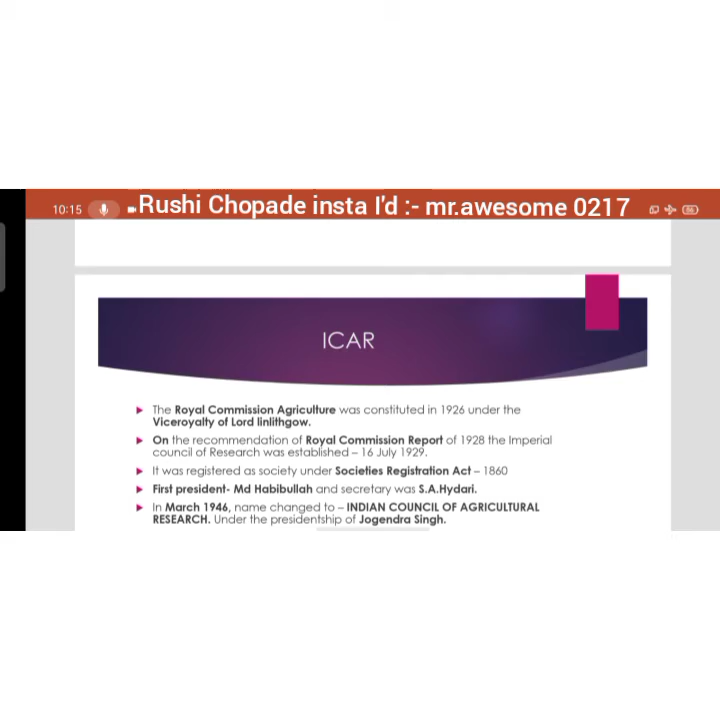 10:15
Rushi Chopade insta I'd :- mr.awesome 0217
ICAR
The Royal Commission Agriculture was constituted in 1926 under the
Viceroyalty of Lord linlithgow.
On the recommendation of Royal Commission Report of 1928 the Imperial
council of Research was established – 16 July 1929.
It was registered as society under Societies Registration Act – 1860
First president- Md Habibullah and secretary was S.A.Hydari.
In March 1946, name changed to – INDIAN COUNCIL OF AGRICULTURAL
RESEARCH. Under the presidentship of Jogendra Singh.